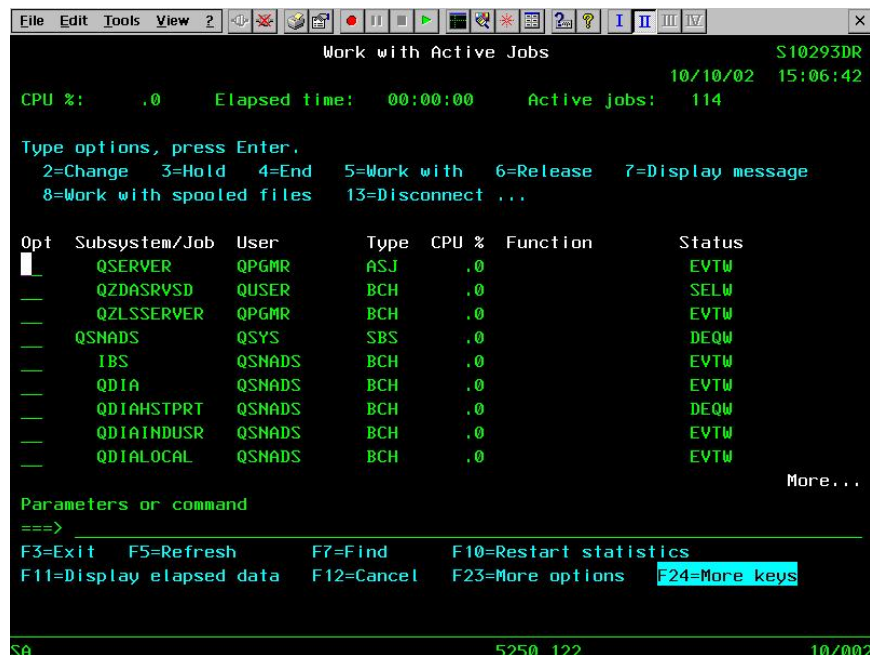 File Edit Tools View ? I II III IV
Work with Active Jobs S10293DR
10/10/02 15:06:42
CPU %: .0 Elapsed time: 00:00:00 Active jobs: 114
Type options, press Enter.
2=Change 3=Hold 4=End 5=Work with 6=Release 7=Display message
8=Work with spooled files 13=Disconnect ...
Opt Subsystem/Job User Type CPU % Function Status
QSERVER QPGMR ASJ .0 EVTW
QZDASRVSD QUSER BCH .0 SELW
QZLSSERVER QPGMR BCH .0 EVTW
QSNADS QSYS SBS .0 DEQW
IBS QSNADS BCH .0 EVTW
QDIA QSNADS BCH .0 EVTW
QDIAHSTPRT QSNADS BCH .0 DEQW
QDIAINDUSR QSNADS BCH .0 EVTW
QDIALOCAL QSNADS BCH .0 EVTW
More...
Parameters or command
===>
F3=Exit F5=Refresh F7=Find F10=Restart statistics
F11=Display elapsed data F12=Cancel F23=More options F24=More keys
SA 5250 122 10/002